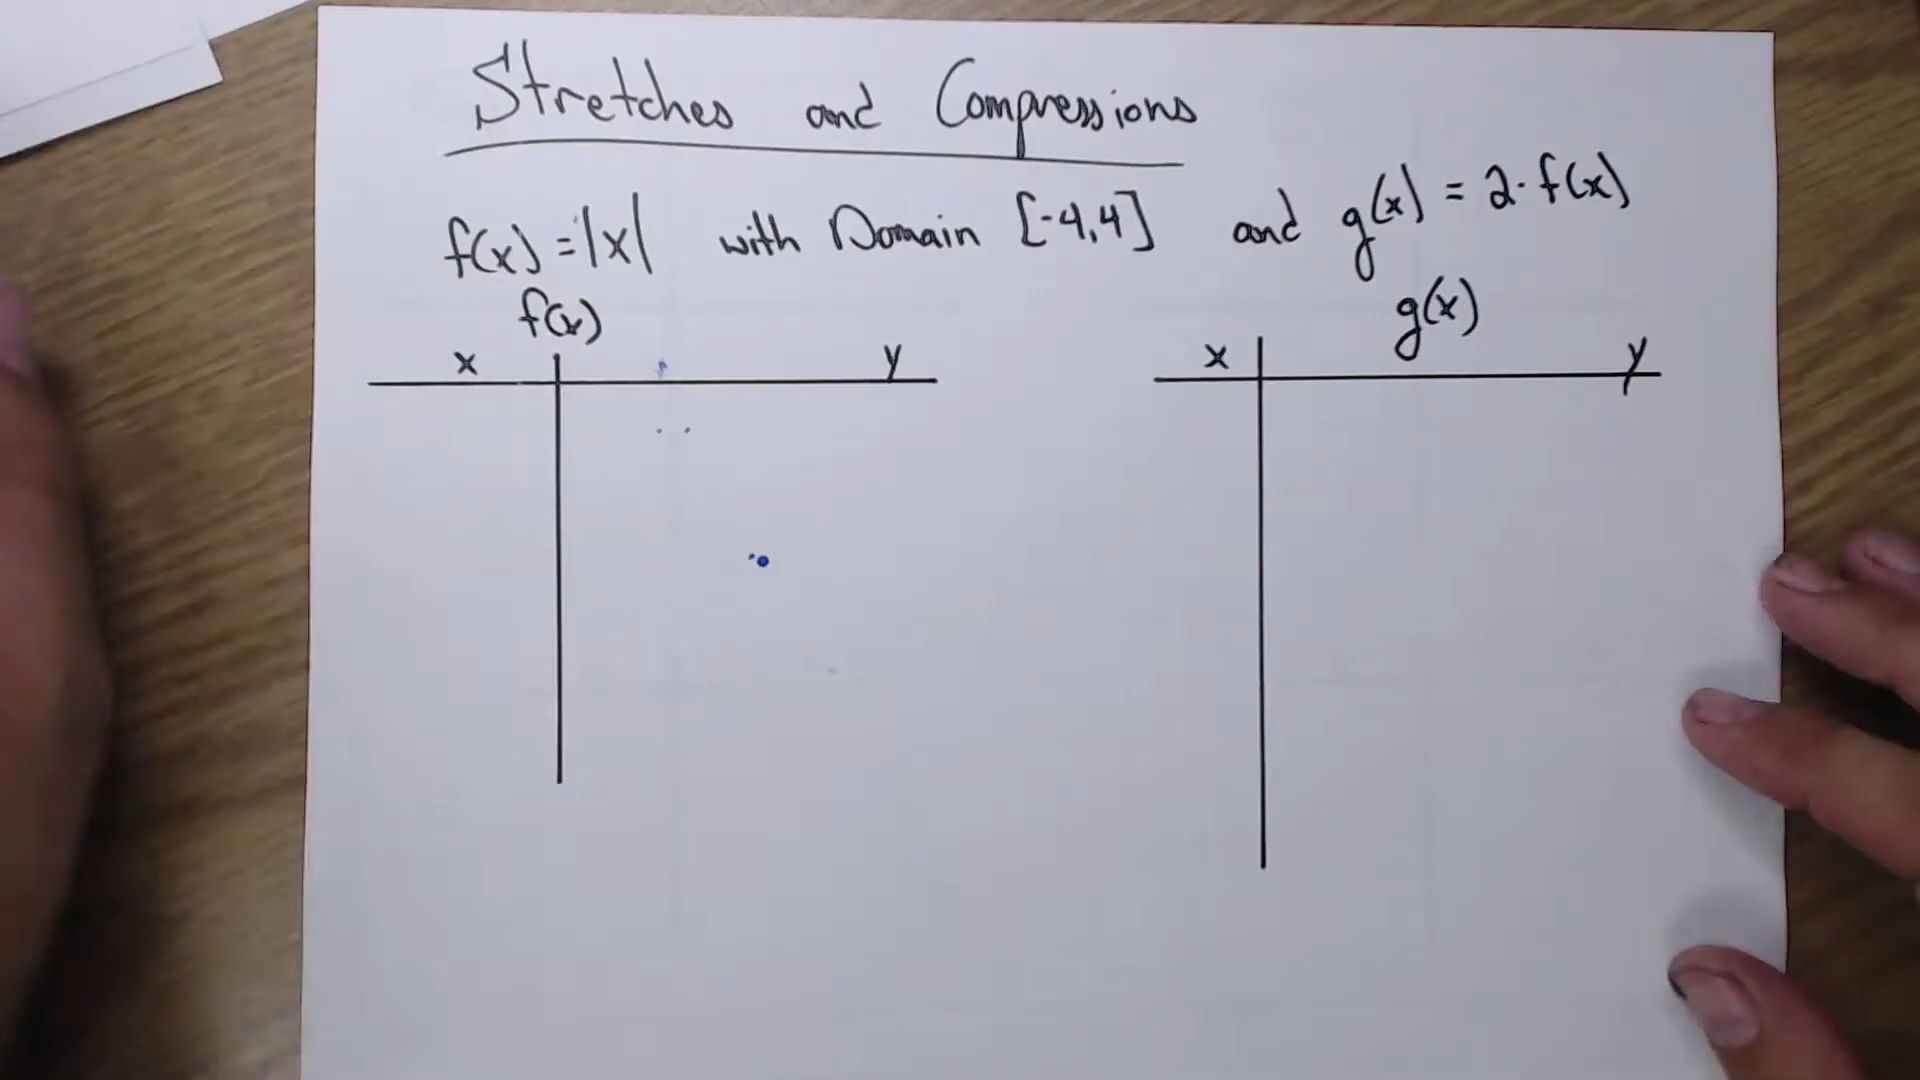 Stretches and Compressions
f(x) = |x| with Domain [-4,4] and g(x) = 2· f(x)
f(x) g(x)
x y x y